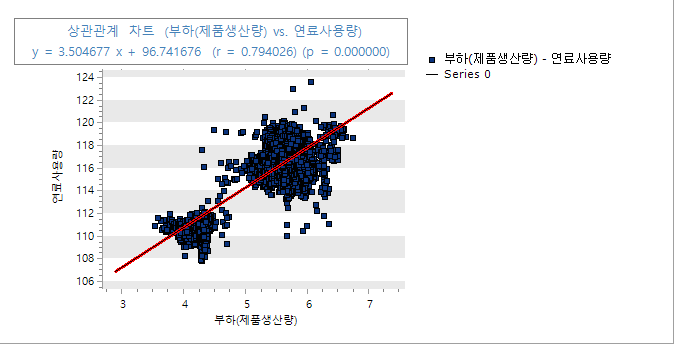 상관관계 차트 (부하(제품생산량) vs. 연료사용량)
y = 3.504677 x + 96.741676 (r = 0.794026) (p = 0.000000)
부하(제품생산량) - 연료사용량
Series 0
연료사용량
124
122
120
118
116
114
112
110
108
106
3 4 5 6 7
부하(제품생산량)